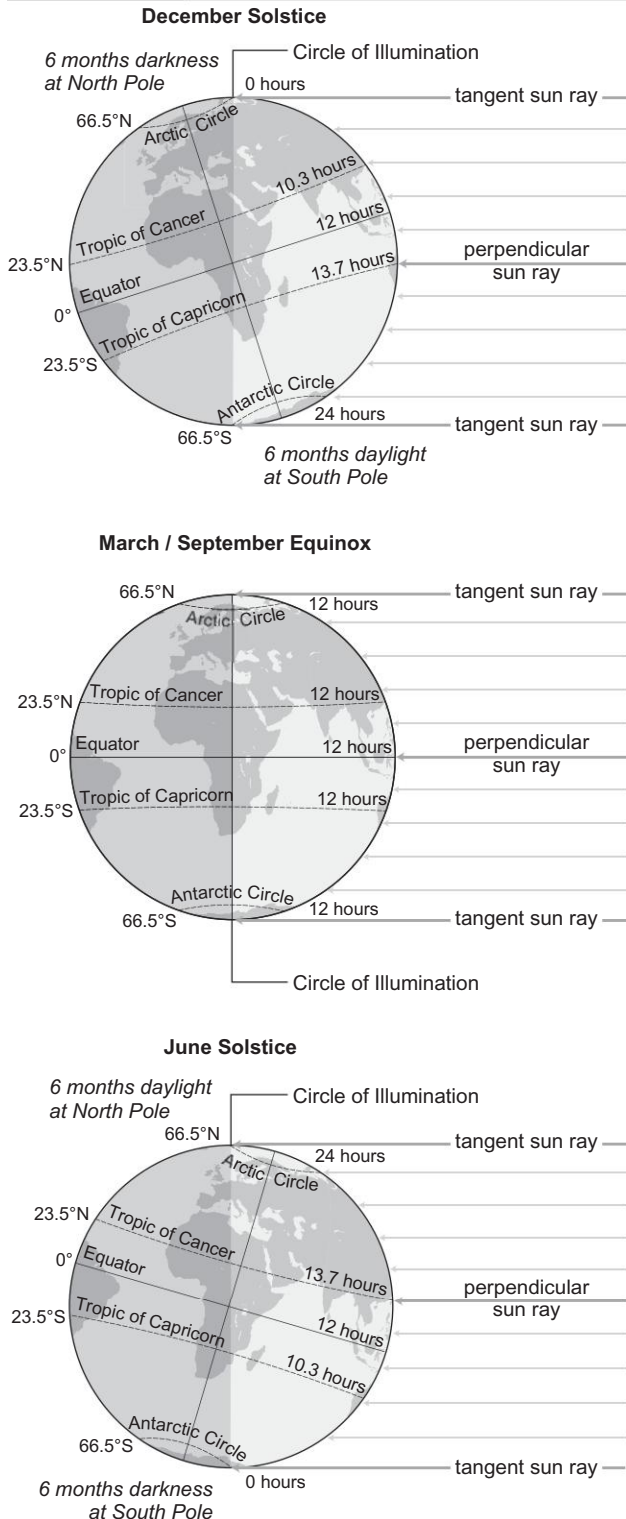 December Solstice
6 months darkness
at North Pole
Circle of Illumination
0 hours
tangent sun ray
66.5°N
Arctic Circle
10.3 hours
Tropic of Cancer
12 hours
23.5°N
perpendicular
sun ray
13.7 hours
Equator
0°
Tropic of Capricorn
23.5°S
Antarctic Circle
24 hours
66.5°S
tangent sun ray
6 months daylight
at South Pole
March / September Equinox
66.5°N
tangent sun ray
12 hours
Arctic Circle
23.5°N
Tropic of Cancer
12 hours
0°
Equator
12 hours
perpendicular
sun ray
23.5°S
Tropic of Capricorn
12 hours
Antarctic Circle
12 hours
66.5°S
tangent sun ray
Circle of Illumination
June Solstice
6 months daylight
at North Pole
Circle of Illumination
66.5°N
tangent sun ray
24 hours
Arctic Circle
23.5°N
Tropic of Cancer
0°
Equator
13.7 hours
perpendicular
sun ray
23.5°S
Tropic of Capricorn
12 hours
10.3 hours
Antarctic Circle
66.5°S
0 hours
tangent sun ray
6 months darkness
at South Pole